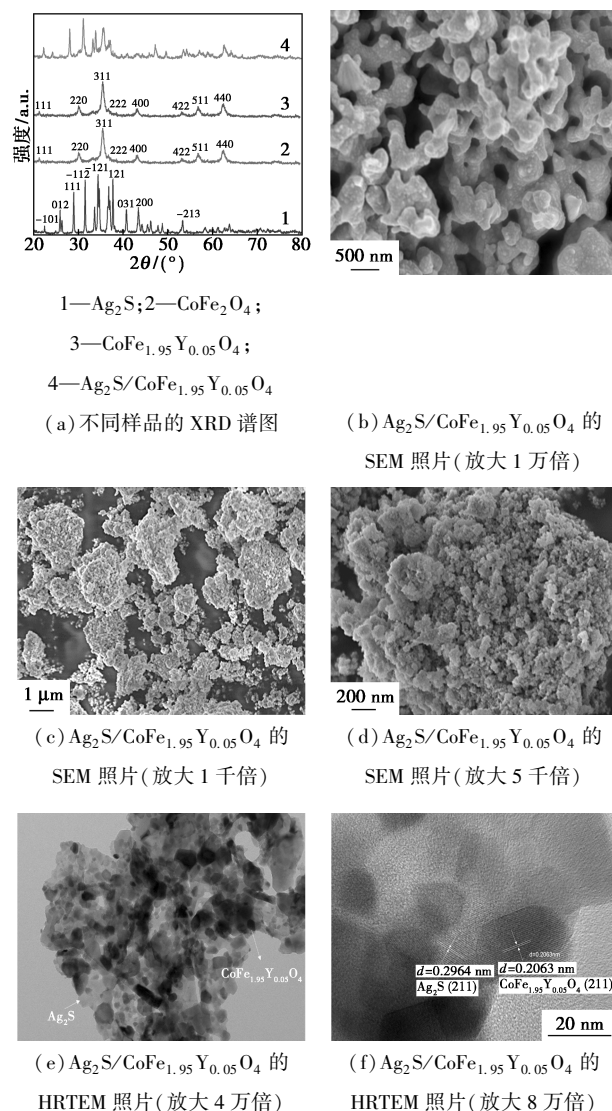 强度/a.u.
4
311
111 220 222 400 422 511 440
3
311
111 220 222 400 422 511 440
2
-101 012 111 -112 -121 121 031 200 -213
1
20 30 40 50 60 70 80
2θ/(°)
500 nm
1—Ag₂S;2—CoFe₂O₄;
3—CoFe₁.₉₅Y₀.₀₅O₄;
4—Ag₂S/CoFe₁.₉₅Y₀.₀₅O₄
(a)不同样品的 XRD 谱图
(b)Ag₂S/CoFe₁.₉₅Y₀.₀₅O₄ 的
SEM 照片(放大 1 万倍)
1 μm
200 nm
(c)Ag₂S/CoFe₁.₉₅Y₀.₀₅O₄ 的
SEM 照片(放大 1 千倍)
(d)Ag₂S/CoFe₁.₉₅Y₀.₀₅O₄ 的
SEM 照片(放大 5 千倍)
CoFe₁.₉₅Y₀.₀₅O₄
Ag₂S
d=0.2063 nm
d=0.2964 nm
Ag₂S (211)
d=0.2063 nm
CoFe₁.₉₅Y₀.₀₅O₄ (211)
20 nm
(e)Ag₂S/CoFe₁.₉₅Y₀.₀₅O₄ 的
HRTEM 照片(放大 4 万倍)
(f)Ag₂S/CoFe₁.₉₅Y₀.₀₅O₄ 的
HRTEM 照片(放大 8 万倍)